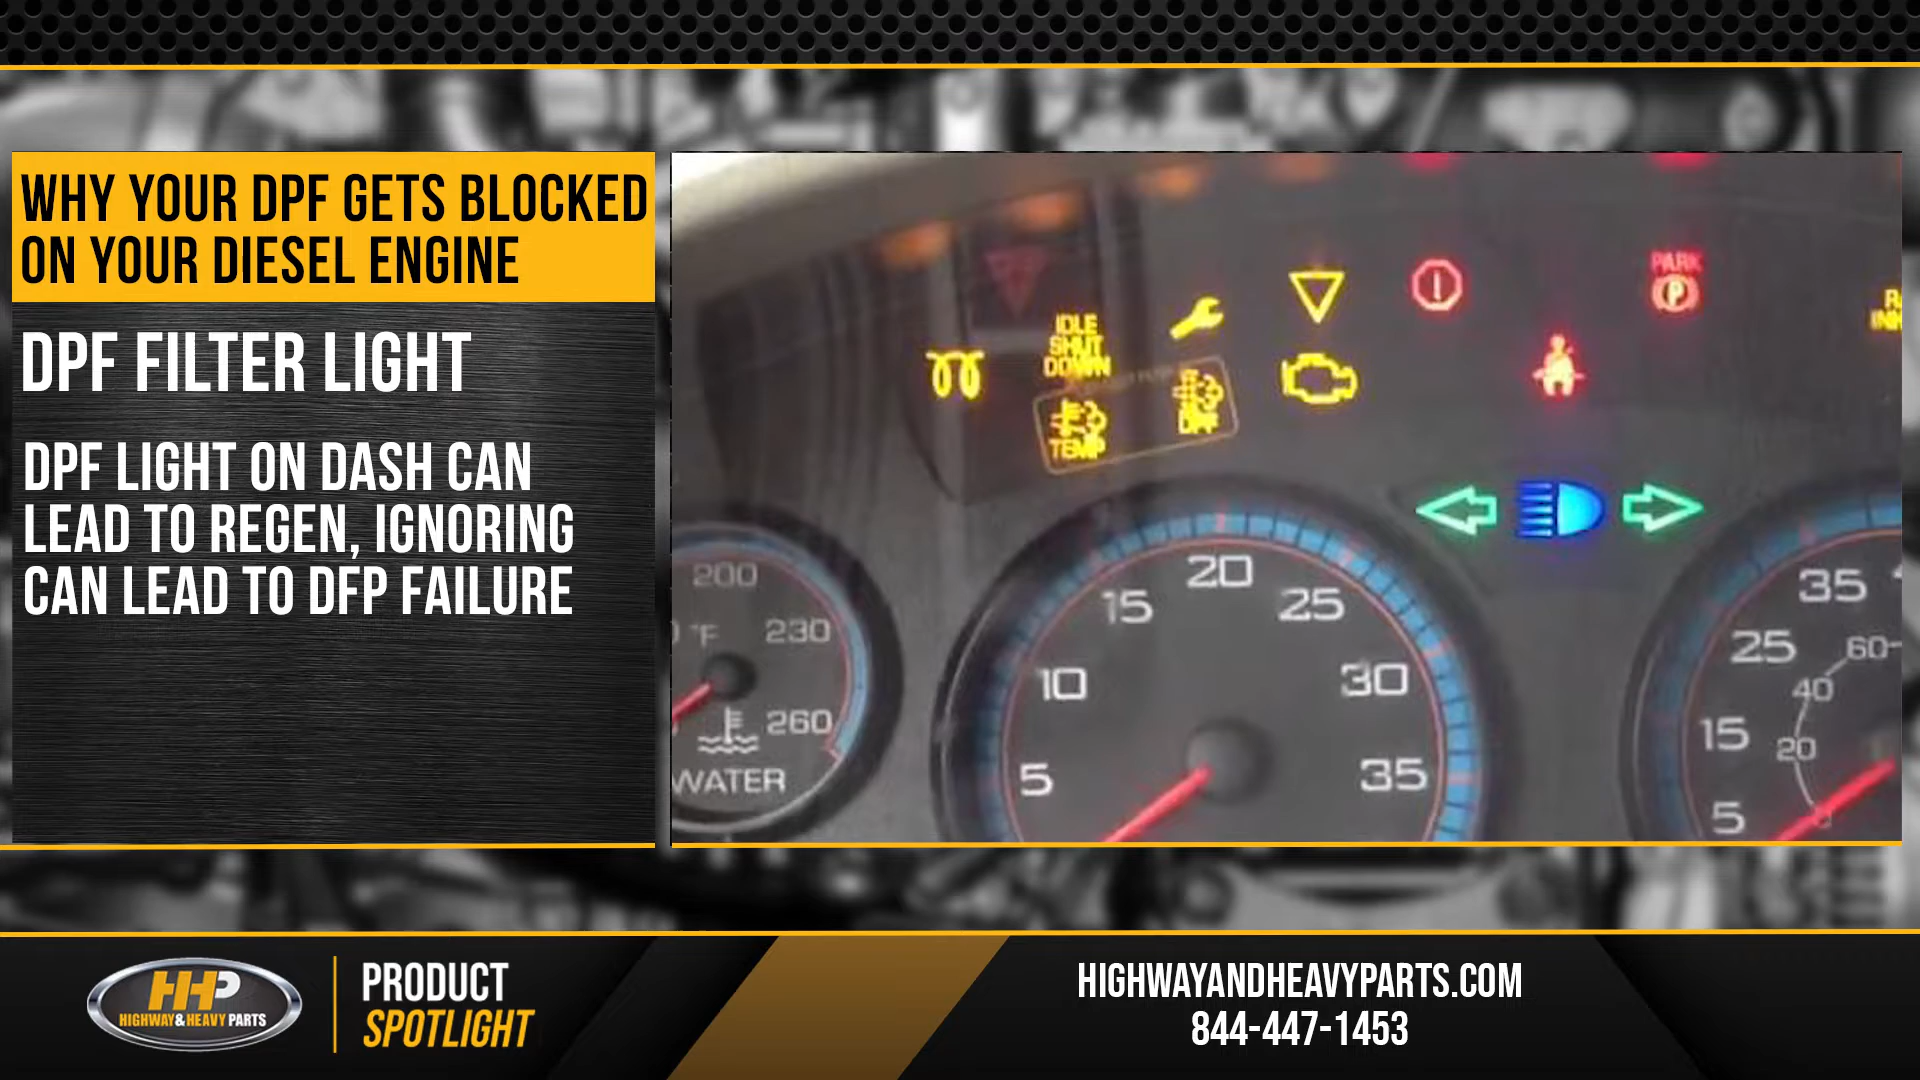 WHY YOUR DPF GETS BLOCKED
ON YOUR DIESEL ENGINE
DPF FILTER LIGHT
DPF LIGHT ON DASH CAN
LEAD TO REGEN, IGNORING
CAN LEAD TO DFP FAILURE
IDLE
SHUT
DOWN
TEMP
DPF
PARK
P
200
°F
230
260
WATER
5
10
15
20
25
30
35
5
15
25
35
20
40
60
HHP
HIGHWAY & HEAVY PARTS
PRODUCT
SPOTLIGHT
HIGHWAYANDHEAVYPARTS.COM
844-447-1453